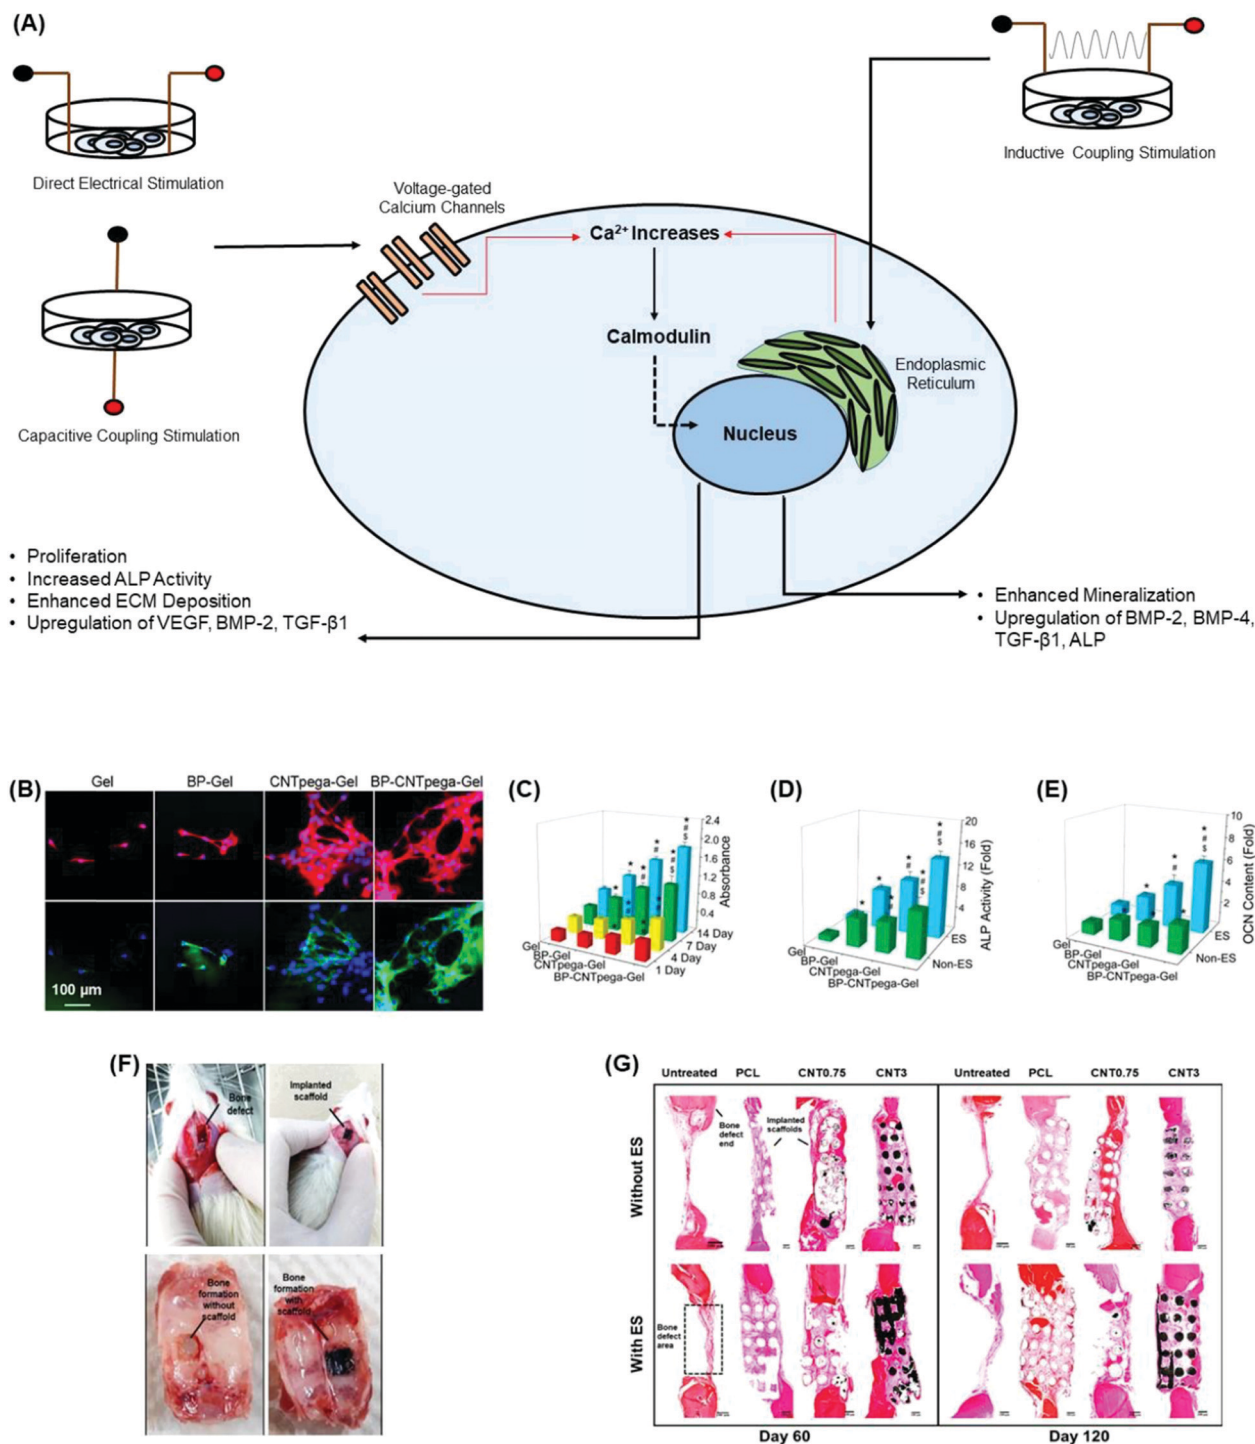 (A)
Direct Electrical Stimulation
Inductive Coupling Stimulation
Voltage-gated
Calcium Channels
Ca²⁺ Increases
Calmodulin
Endoplasmic
Reticulum
Nucleus
Capacitive Coupling Stimulation
• Proliferation
• Increased ALP Activity
• Enhanced ECM Deposition
• Upregulation of VEGF, BMP-2, TGF-β1
• Enhanced Mineralization
• Upregulation of BMP-2, BMP-4,
TGF-β1, ALP
(B)
Gel BP-Gel CNTpega-Gel BP-CNTpega-Gel
100 µm
(C)
2.4
2.0
1.6
1.2
0.8
0.4
Absorbance
14 Day
7 Day
4 Day
1 Day
Gel
BP-Gel
CNTpega-Gel
BP-CNTpega-Gel
* # $
(D)
20
16
12
8
4
ALP Activity (Fold)
ES
Non-ES
Gel
BP-Gel
CNTpega-Gel
BP-CNTpega-Gel
* # $
(E)
10
8
6
4
2
OCN Content (Fold)
ES
Non-ES
Gel
BP-Gel
CNTpega-Gel
BP-CNTpega-Gel
* # $
(F)
Bone
defect
Implanted
scaffold
Bone
formation
without
scaffold
Bone
formation
with
scaffold
(G)
Untreated PCL CNT0.75 CNT3 Untreated PCL CNT0.75 CNT3
Without ES
Bone
defect
end
Implanted
scaffolds
With ES
Bone
defect
area
Day 60 Day 120